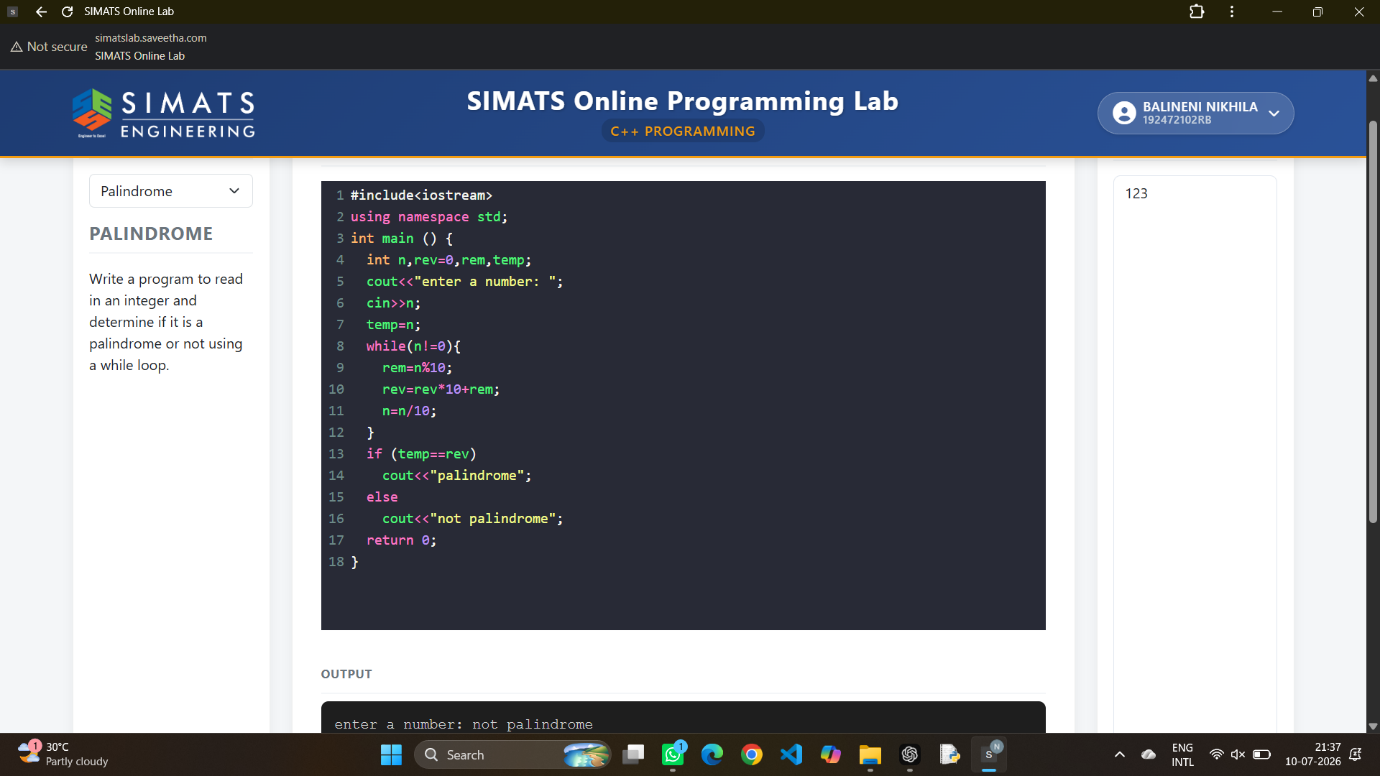 SIMATS Online Lab
Not secure
simatslab.saveetha.com
SIMATS Online Lab
SIMATS
ENGINEERING
SIMATS Online Programming Lab
C++ PROGRAMMING
BALINENI NIKHILA
192472102RB
Palindrome
PALINDROME
Write a program to read
in an integer and
determine if it is a
palindrome or not using
a while loop.
1 #include<iostream>
2 using namespace std;
3 int main () {
4   int n,rev=0,rem,temp;
5   cout<<"enter a number: ";
6   cin>>n;
7   temp=n;
8   while(n!=0){
9     rem=n%10;
10     rev=rev*10+rem;
11     n=n/10;
12   }
13   if (temp==rev)
14     cout<<"palindrome";
15   else
16     cout<<"not palindrome";
17   return 0;
18 }
OUTPUT
enter a number: not palindrome
123
1
30°C
Partly cloudy
Search
1
S
N
ENG
INTL
21:37
10-07-2026